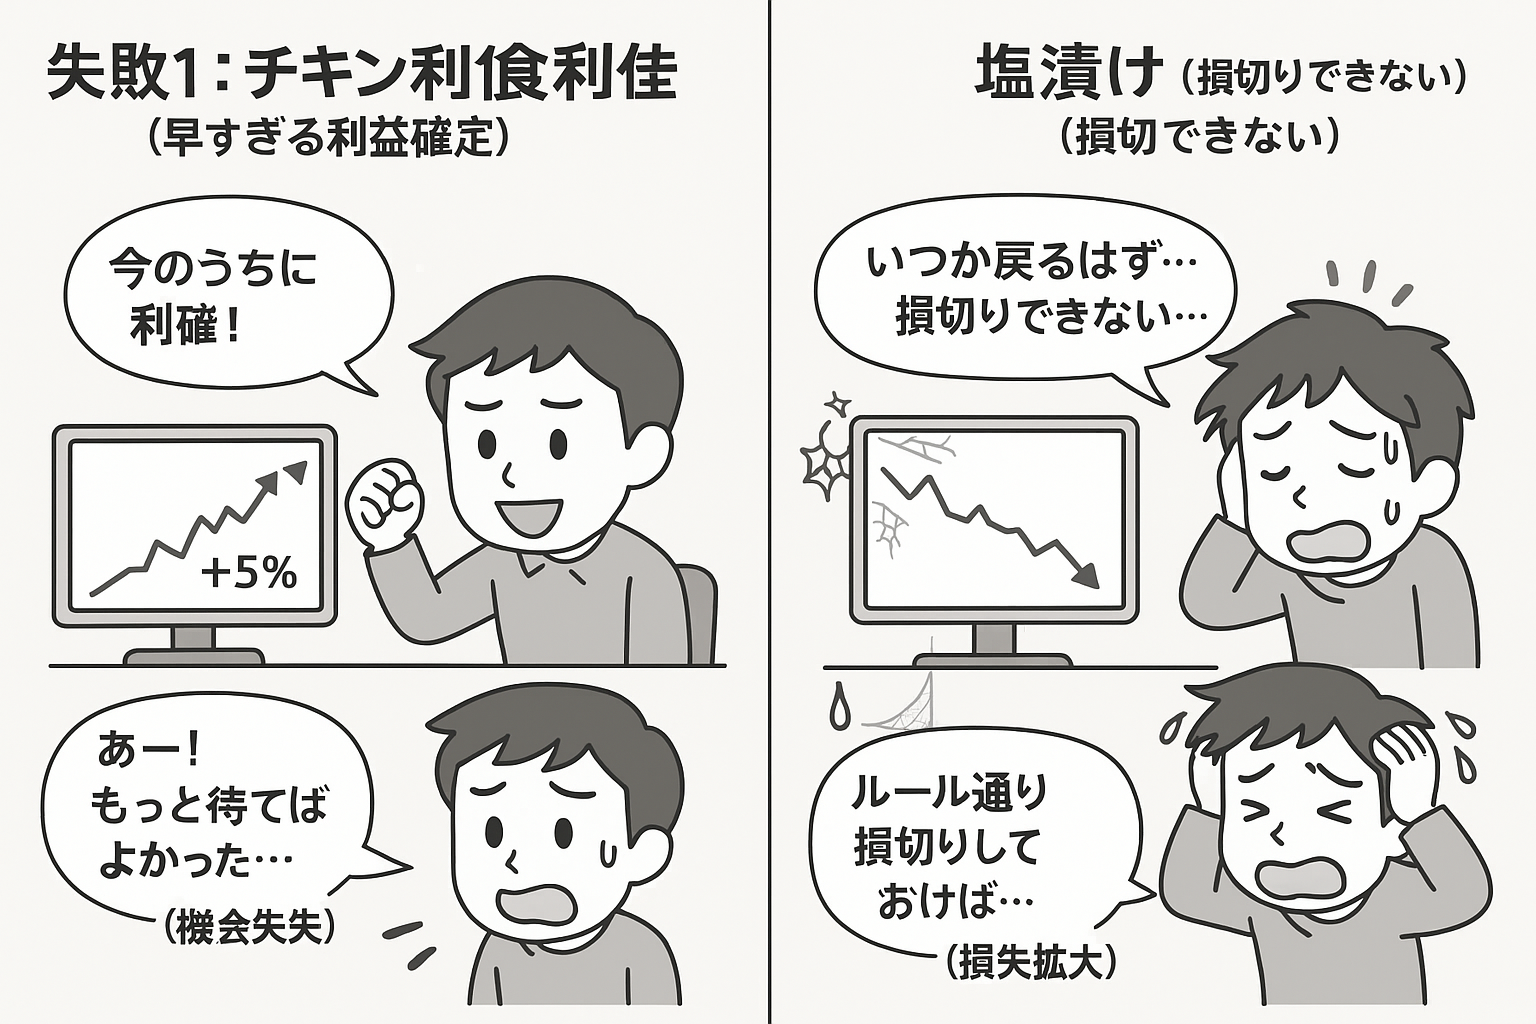 失敗1：チキン利食利佳
（早すぎる利益確定）
今のうちに
利確！
+5%
あー！
もっと待てば
よかった…
（機会失失）
塩漬け（損切りできない）
（損切できない）
いつか戻るはず…
損切りできない…
ルール通り
損切りして
おけば…
（損失拡大）